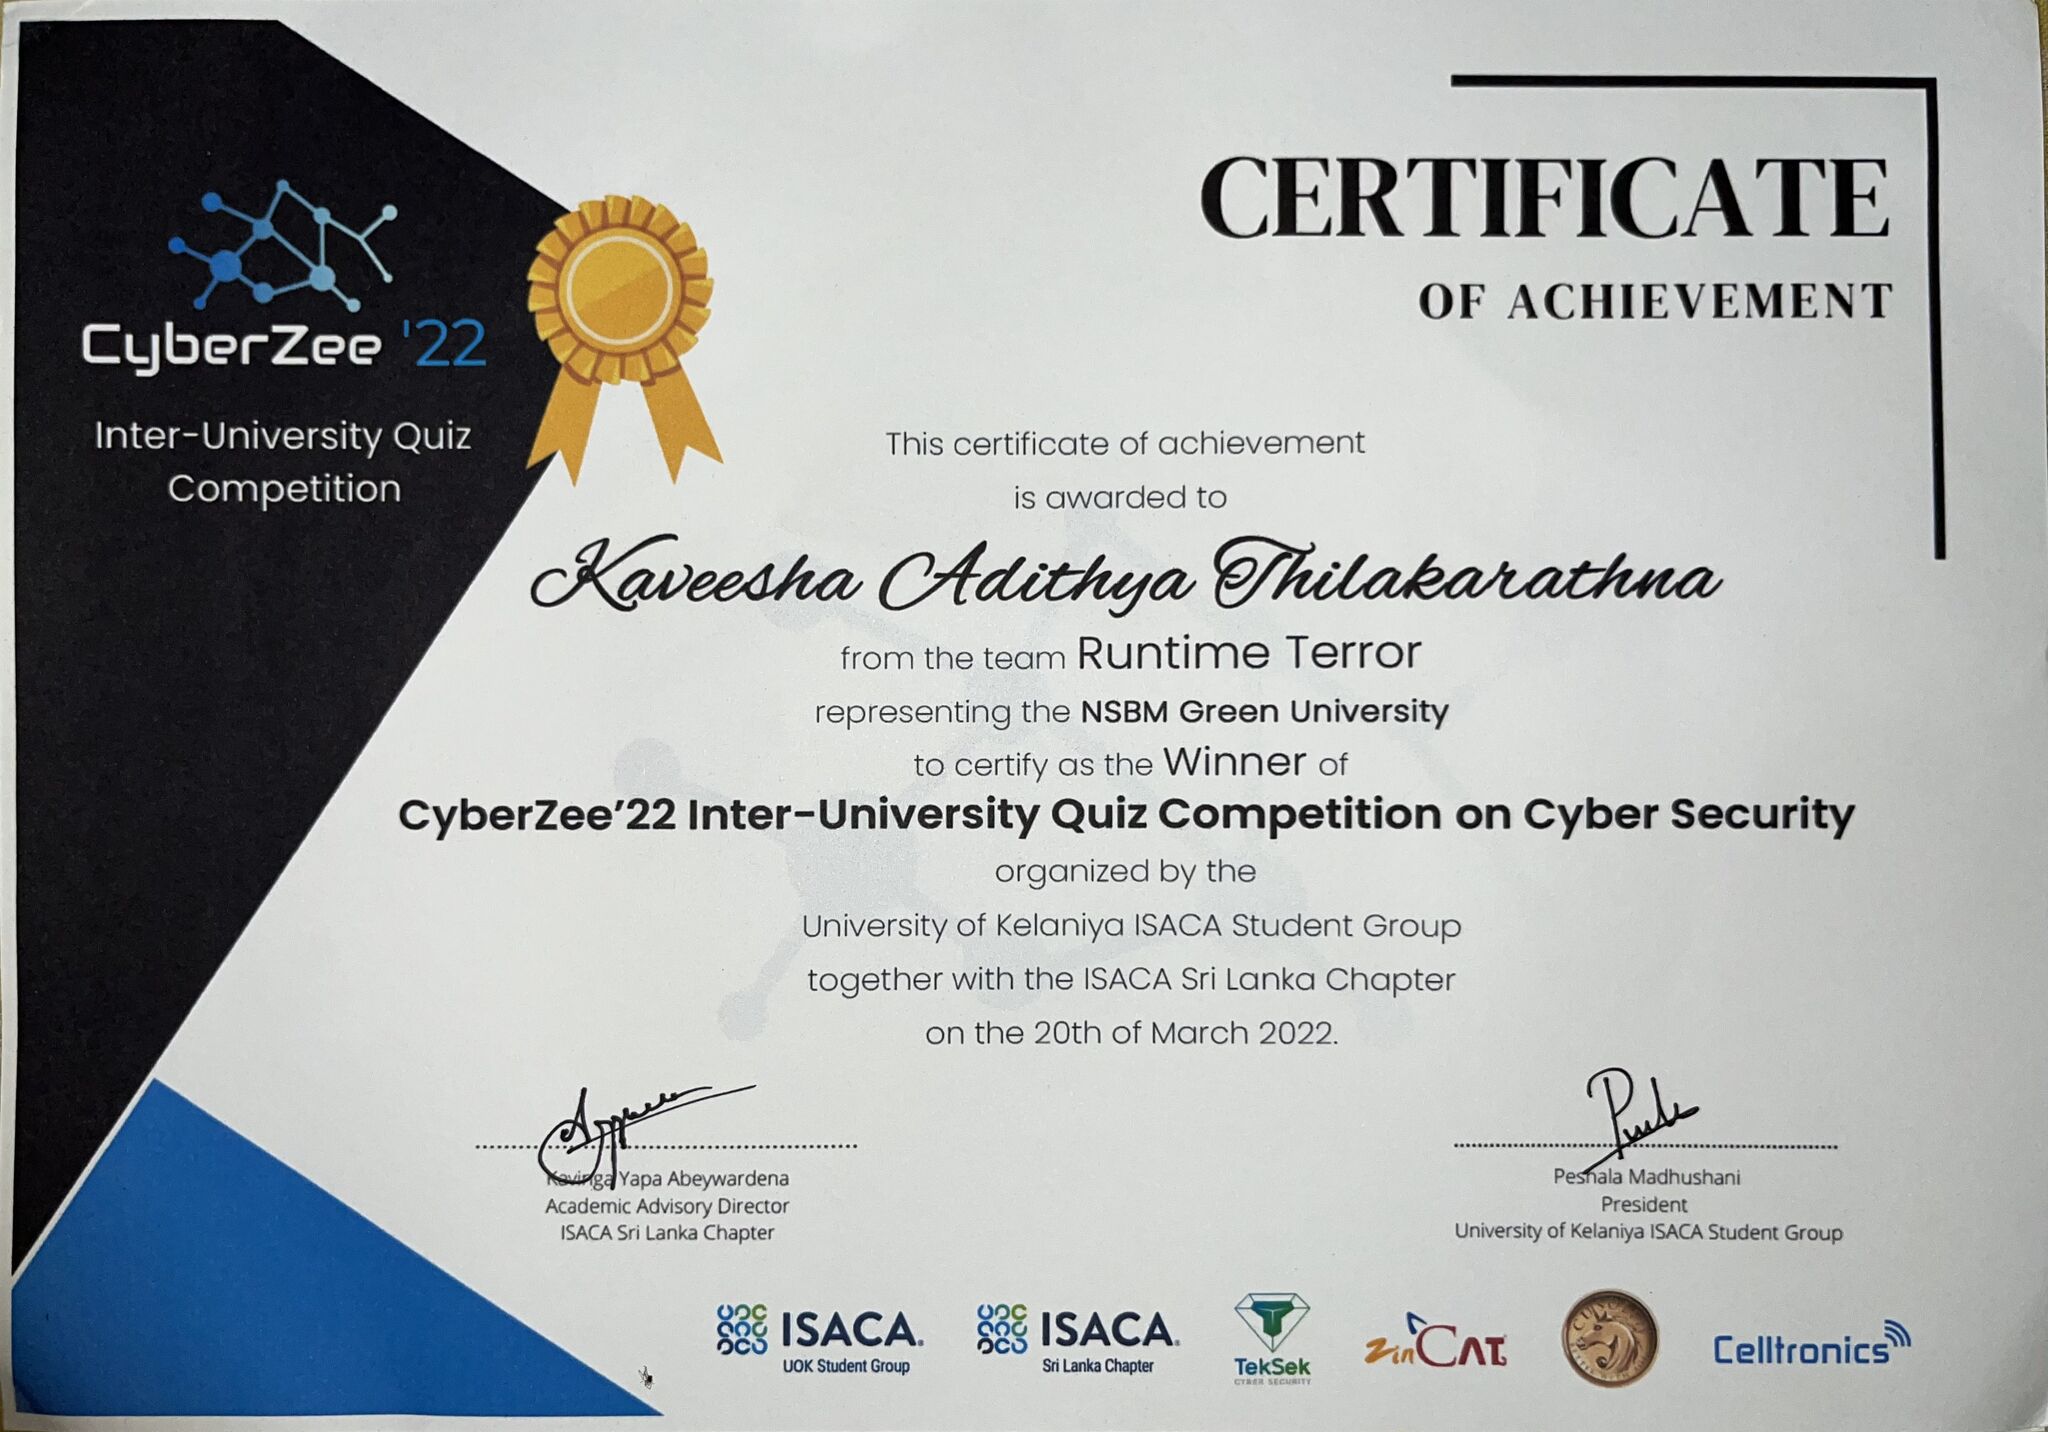 CERTIFICATE
OF ACHIEVEMENT
CyberZee '22
Inter-University Quiz
Competition
This certificate of achievement
is awarded to
Kaveesha Adithya Thilakarathna
from the team Runtime Terror
representing the NSBM Green University
to certify as the Winner of
CyberZee'22 Inter-University Quiz Competition on Cyber Security
organized by the
University of Kelaniya ISACA Student Group
together with the ISACA Sri Lanka Chapter
on the 20th of March 2022.
Kavinga Yapa Abeywardena
Academic Advisory Director
ISACA Sri Lanka Chapter
Peshala Madhushani
President
University of Kelaniya ISACA Student Group
ISACA®
UOK Student Group
ISACA®
Sri Lanka Chapter
TekSek
CYBER SECURITY
zinCAT
Celltronics